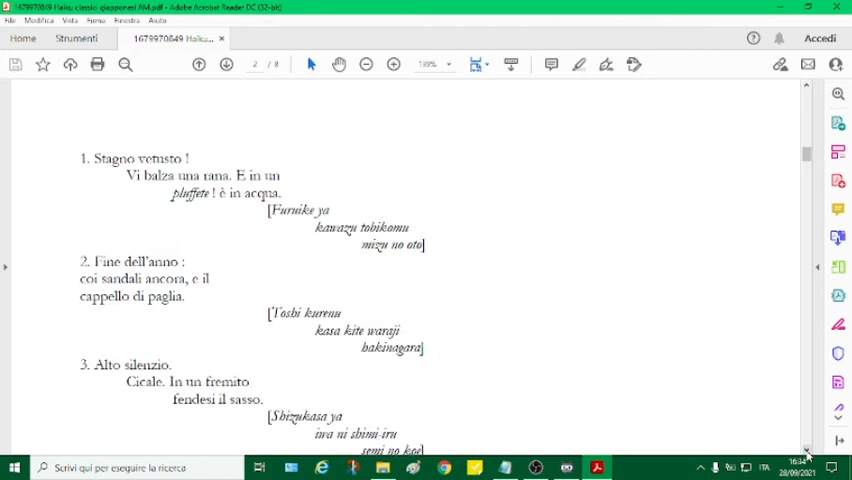 1679970849 Haiku classici giapponesi AM.pdf - Adobe Acrobat Reader DC (32-bit)
File Modifica Vista Firma Finestra Aiuto
Home Strumenti 1679970849 Haiku... × Accedi
2 / 8 199%
1. Stagno vetusto !
Vi balza una rana. E in un
pluffete ! è in acqua.
[Furuike ya
kawazu tobikomu
mizu no oto]
2. Fine dell'anno :
coi sandali ancora, e il
cappello di paglia.
[Toshi kurenu
kasa kite waraji
hakinagara]
3. Alto silenzio.
Cicale. In un fremito
fendesi il sasso.
[Shizukasa ya
iwa ni shimi-iru
semi no koe]
Scrivi qui per eseguire la ricerca
ITA
16:34
28/09/2021